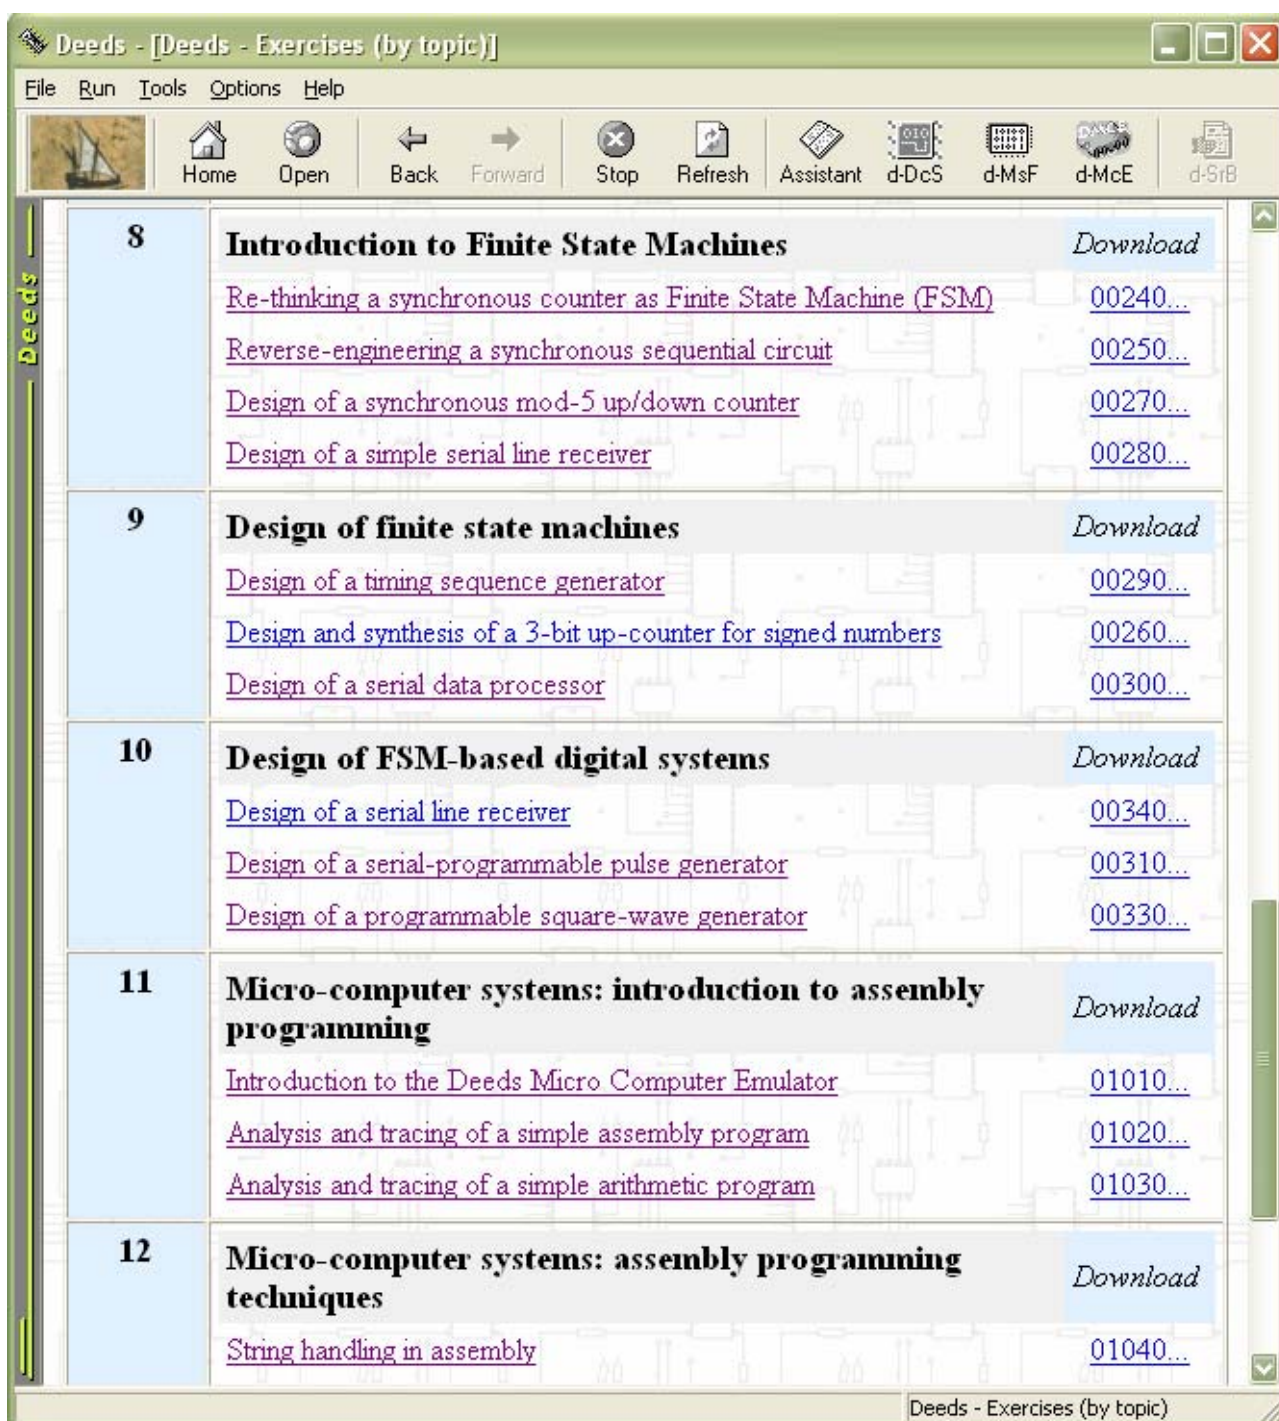 Deeds - [Deeds - Exercises (by topic)]
File Run Tools Options Help
Home Open Back Forward Stop Refresh Assistant d-DcS d-MsF d-McE d-SrB
Deeds
8 Introduction to Finite State Machines Download
Re-thinking a synchronous counter as Finite State Machine (FSM) 00240...
Reverse-engineering a synchronous sequential circuit 00250...
Design of a synchronous mod-5 up/down counter 00270...
Design of a simple serial line receiver 00280...
9 Design of finite state machines Download
Design of a timing sequence generator 00290...
Design and synthesis of a 3-bit up-counter for signed numbers 00260...
Design of a serial data processor 00300...
10 Design of FSM-based digital systems Download
Design of a serial line receiver 00340...
Design of a serial-programmable pulse generator 00310...
Design of a programmable square-wave generator 00330...
11 Micro-computer systems: introduction to assembly
programming Download
Introduction to the Deeds Micro Computer Emulator 01010...
Analysis and tracing of a simple assembly program 01020...
Analysis and tracing of a simple arithmetic program 01030...
12 Micro-computer systems: assembly programming
techniques Download
String handling in assembly 01040...
Deeds - Exercises (by topic)